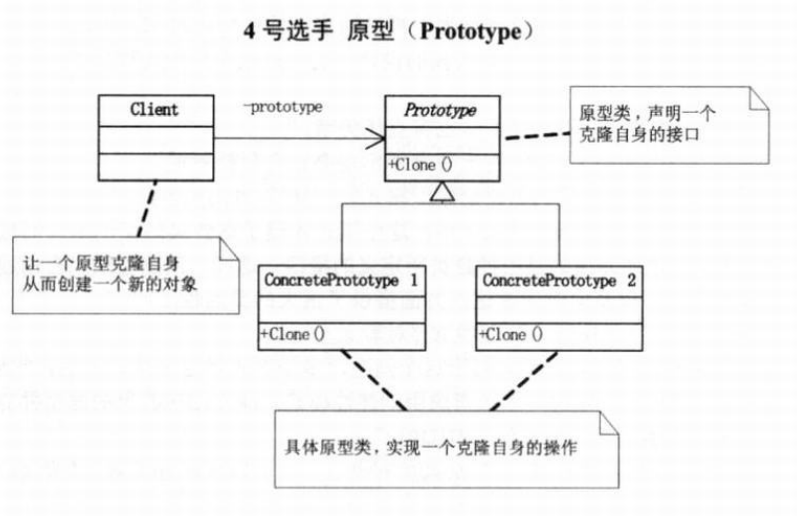 4 号选手 原型（Prototype）
Client
-prototype
Prototype
+Clone()
原型类，声明一个
克隆自身的接口
让一个原型克隆自身
从而创建一个新的对象
ConcretePrototype 1
+Clone()
ConcretePrototype 2
+Clone()
具体原型类，实现一个克隆自身的操作